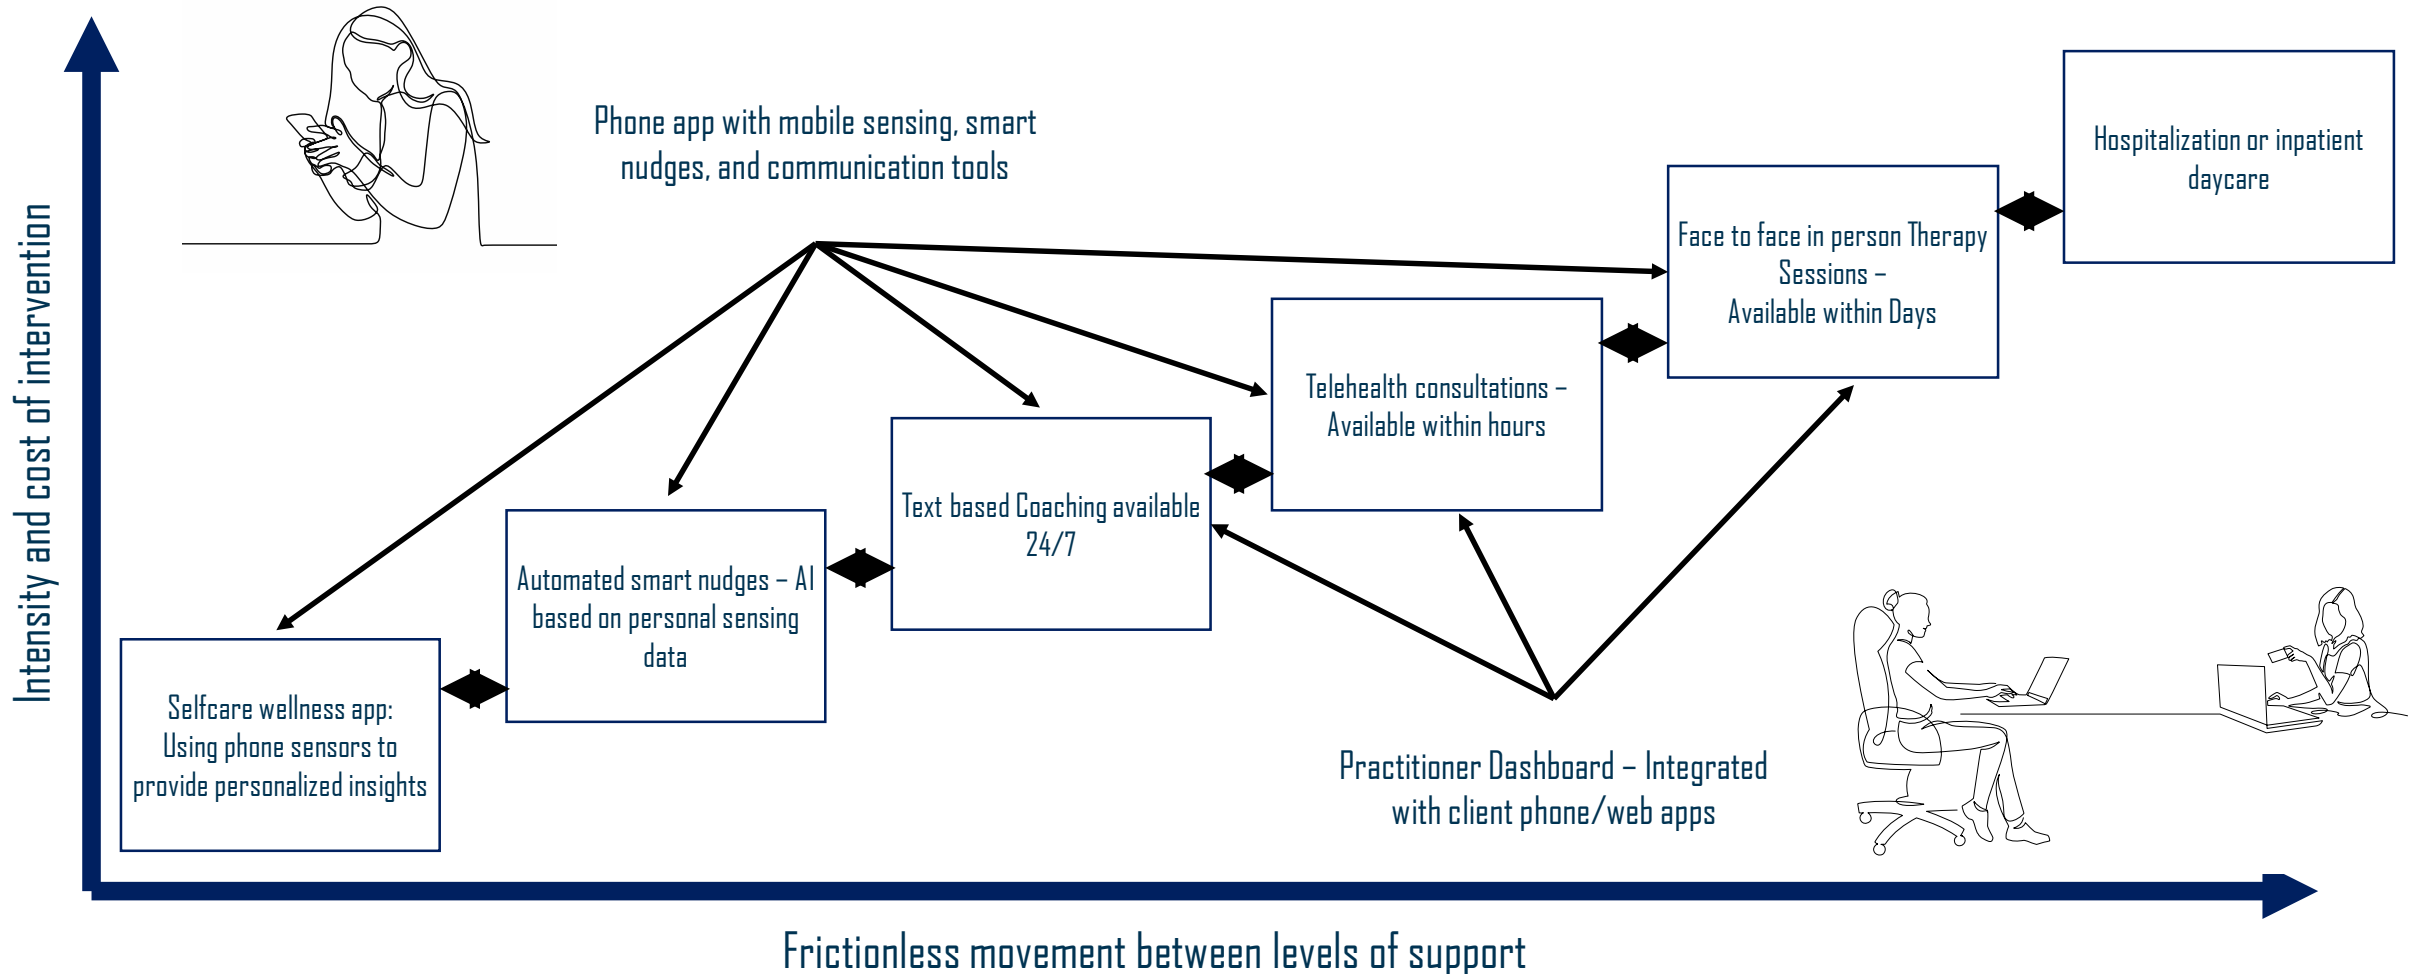 Phone app with mobile sensing, smart
nudges, and communication tools
Hospitalization or inpatient
daycare
Face to face in person Therapy
Sessions –
Available within Days
Telehealth consultations –
Available within hours
Text based Coaching available
24/7
Automated smart nudges – AI
based on personal sensing
data
Selfcare wellness app:
Using phone sensors to
provide personalized insights
Practitioner Dashboard – Integrated
with client phone/web apps
Intensity and cost of intervention
Frictionless movement between levels of support